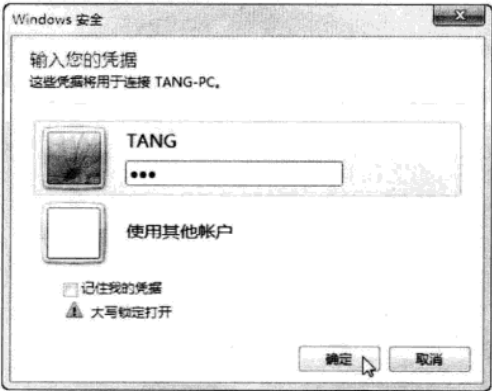 Windows 安全
输入您的凭据
这些凭据将用于连接 TANG-PC。
TANG
●●●
使用其他帐户
记住我的凭据
大写锁定打开
确定
取消